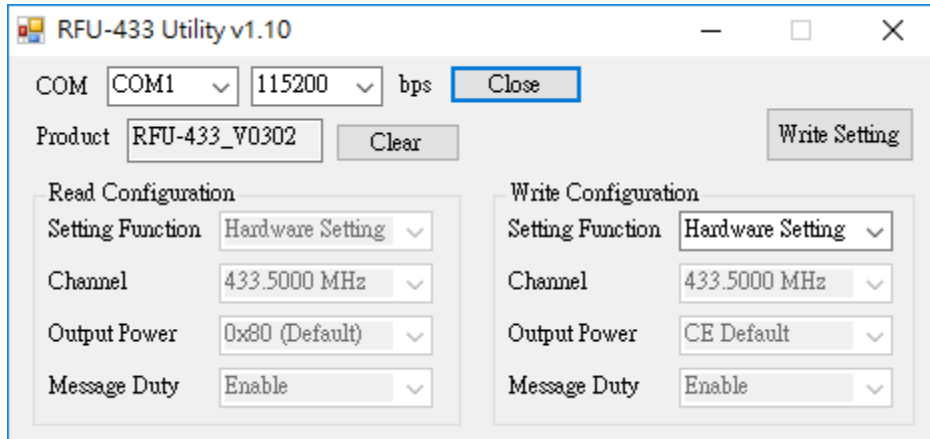 RFU-433 Utility v1.10
COM COM1 115200 bps Close
Product RFU-433_V0302 Clear Write Setting
Read Configuration
Setting Function Hardware Setting
Channel 433.5000 MHz
Output Power 0x80 (Default)
Message Duty Enable
Write Configuration
Setting Function Hardware Setting
Channel 433.5000 MHz
Output Power CE Default
Message Duty Enable